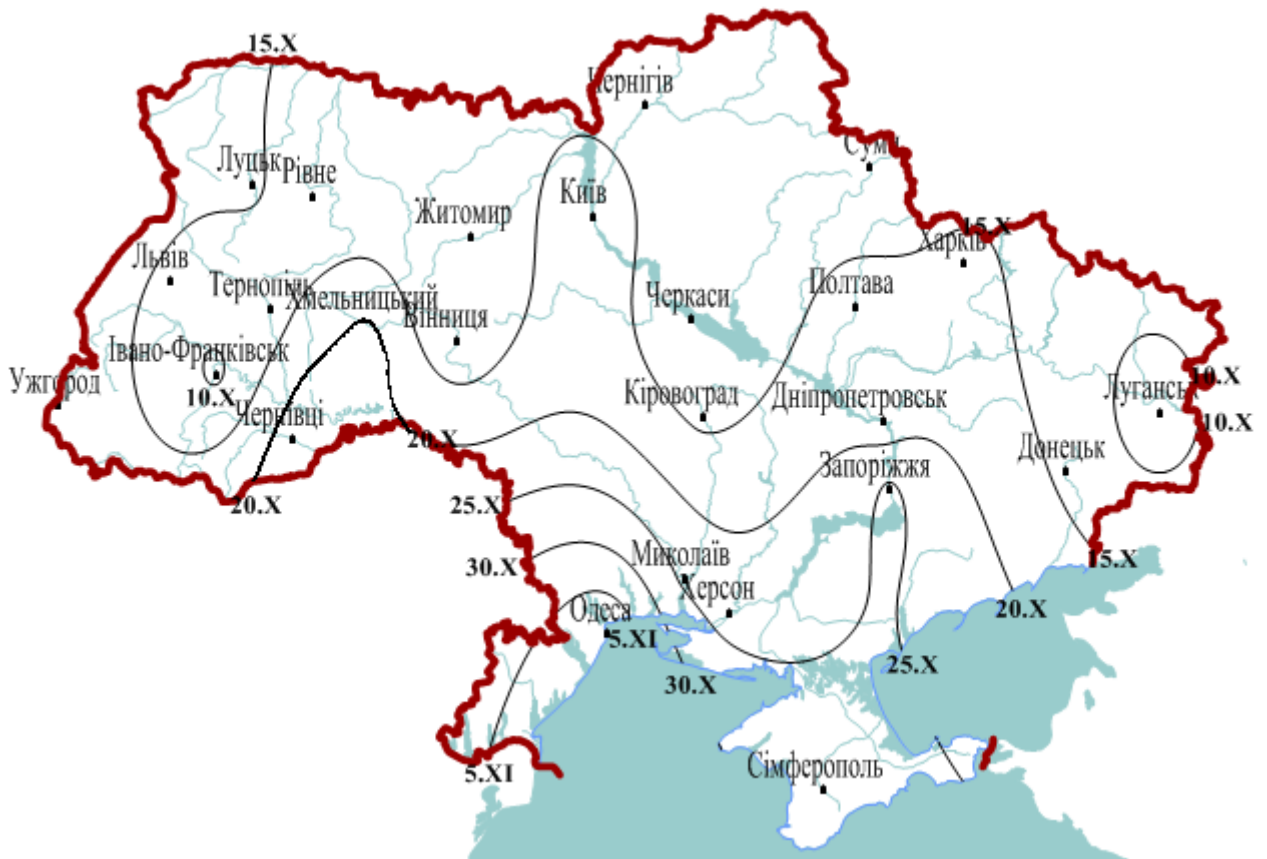 15.X
Чернігів
Суми
Луцьк
Рівне
Київ
Житомир
15.X
Харків
Львів
Тернопіль
Хмельницький
Вінниця
Черкаси
Полтава
Івано-Франківськ
10.X
Ужгород
10.X
Луганськ
10.X
Чернівці
Кіровоград
Дніпропетровськ
20.X
Донецьк
Запоріжжя
20.X
25.X
Миколаїв
30.X
15.X
Херсон
Одеса
20.X
5.XI
25.X
30.X
5.XI
Сімферополь